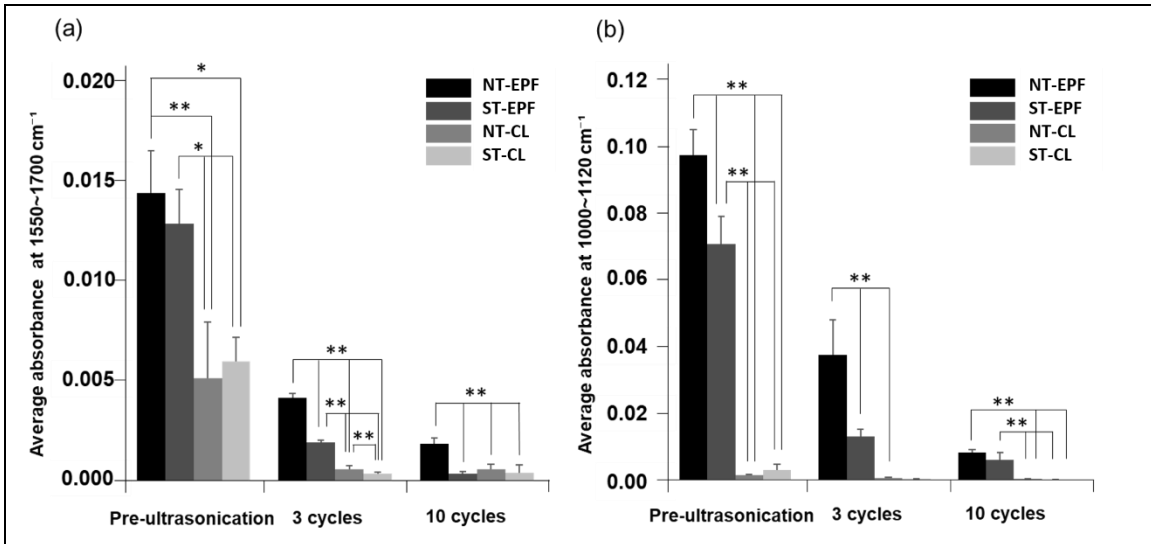 (a)
Average absorbance at 1550~1700 cm⁻¹
0.020
0.015
0.010
0.005
0.000
*
**
*
**
**
**
**
NT-EPF
ST-EPF
NT-CL
ST-CL
Pre-ultrasonication
3 cycles
10 cycles
(b)
Average absorbance at 1000~1120 cm⁻¹
0.12
0.10
0.08
0.06
0.04
0.02
0.00
**
**
**
**
**
NT-EPF
ST-EPF
NT-CL
ST-CL
Pre-ultrasonication
3 cycles
10 cycles